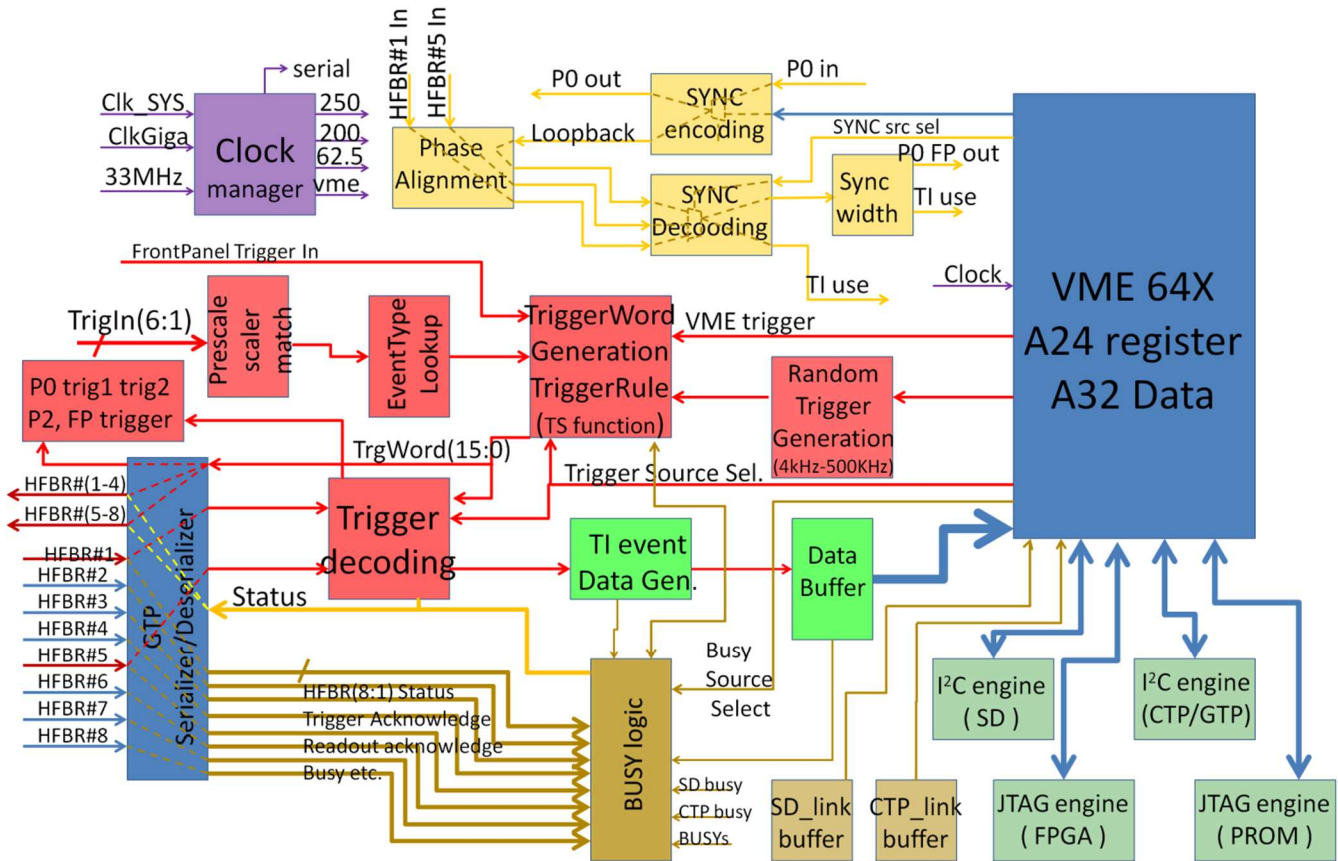 HFBR#1 In
HFBR#5 In
serial
Clk_SYS
ClkGiga
33MHz
Clock
manager
250
200
62.5
vme
P0 out
Loopback
Phase
Alignment
SYNC
encoding
P0 in
SYNC src sel
P0 FP out
SYNC
Decoding
Sync
width
TI use
TI use
Clock
VME 64X
A24 register
A32 Data
FrontPanel Trigger In
TrigIn(6:1)
Prescale
scaler
match
EventType
Lookup
TriggerWord
Generation
TriggerRule
(TS function)
VME trigger
Random
Trigger
Generation
(4kHz-500KHz)
P0 trig1 trig2
P2, FP trigger
TrgWord(15:0)
Trigger Source Sel.
HFBR#(1-4)
HFBR#(5-8)
HFBR#1
HFBR#2
HFBR#3
HFBR#4
HFBR#5
HFBR#6
HFBR#7
HFBR#8
GTP
Serializer/Deserializer
Trigger
decoding
Status
TI event
Data Gen.
Data
Buffer
HFBR(8:1) Status
Trigger Acknowledge
Readout acknowledge
Busy etc.
BUSY logic
Busy
Source
Select
SD busy
CTP busy
BUSYs
SD_link
buffer
CTP_link
buffer
I²C engine
( SD )
I²C engine
(CTP/GTP)
JTAG engine
( FPGA )
JTAG engine
( PROM )